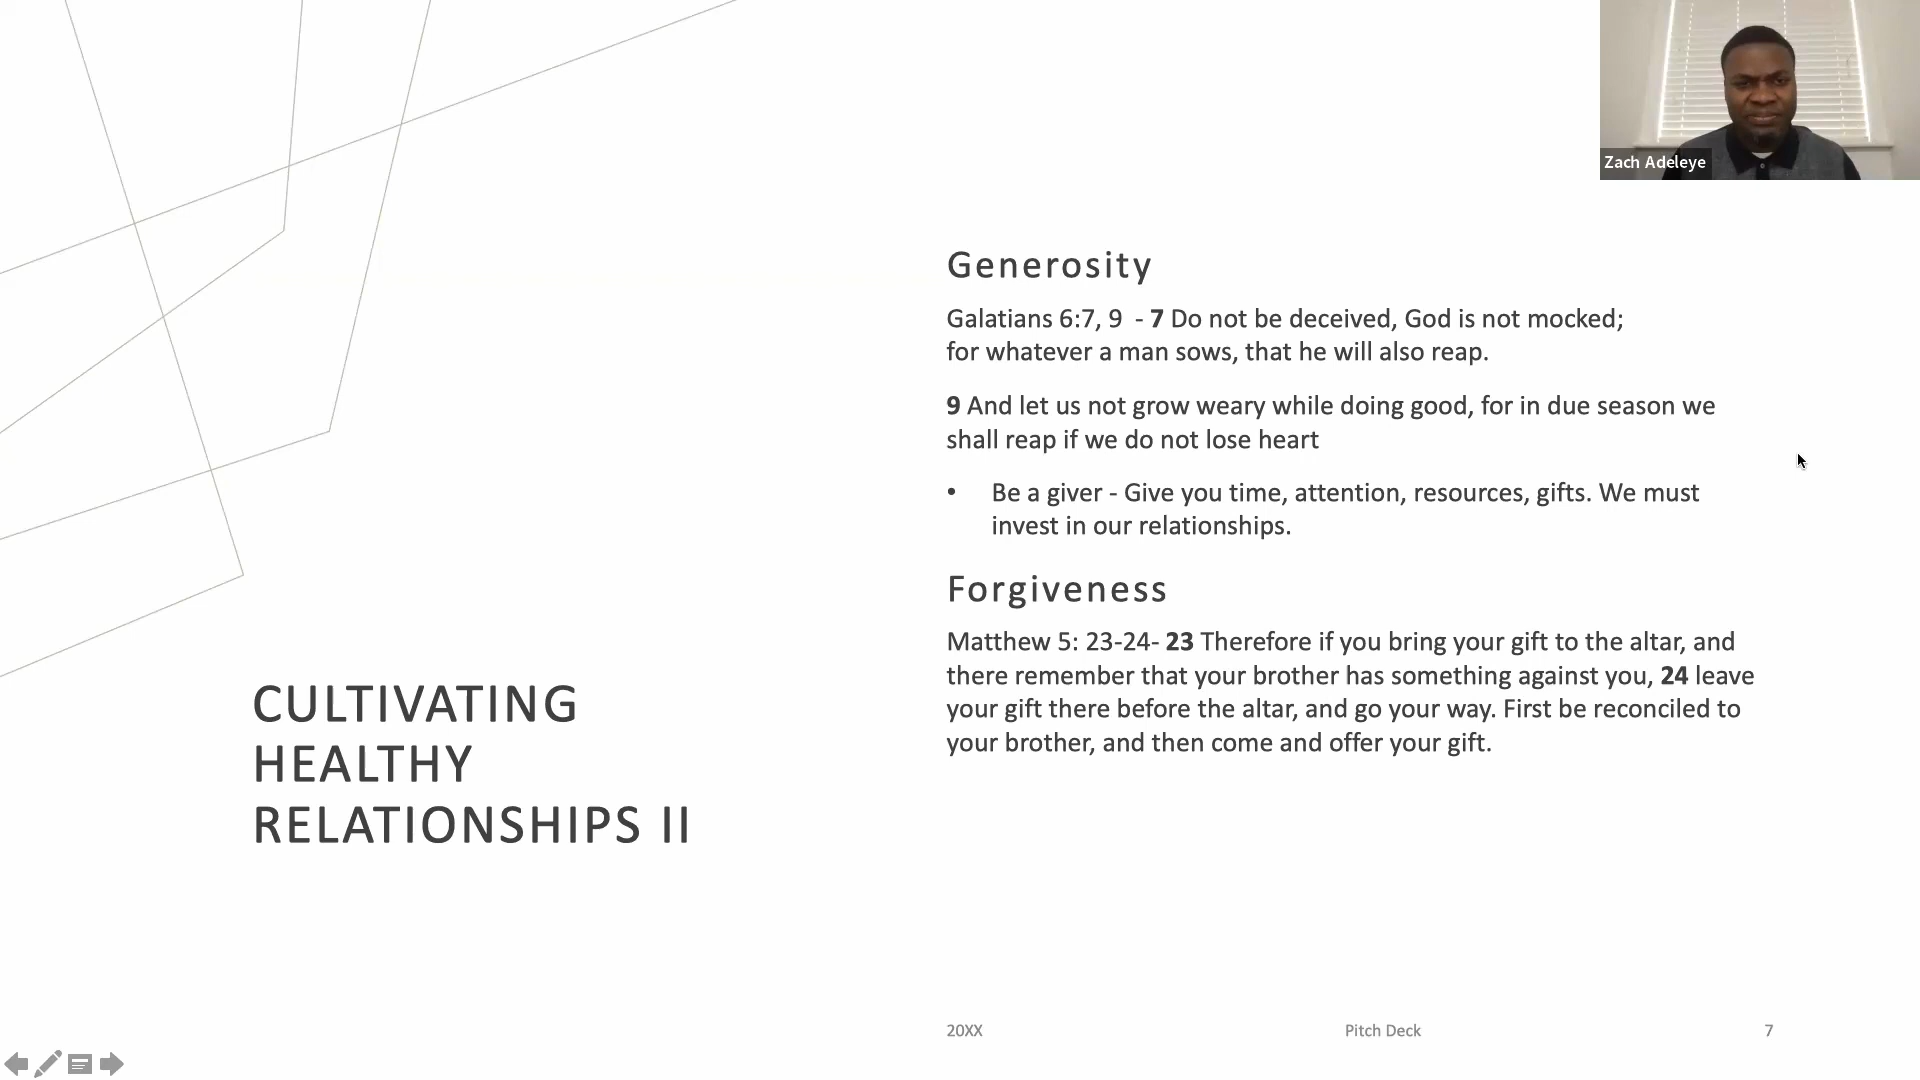 Zach Adeleye
Generosity
Galatians 6:7, 9  - 7 Do not be deceived, God is not mocked;
for whatever a man sows, that he will also reap.
9 And let us not grow weary while doing good, for in due season we
shall reap if we do not lose heart
• Be a giver - Give you time, attention, resources, gifts. We must
invest in our relationships.
Forgiveness
Matthew 5: 23-24- 23 Therefore if you bring your gift to the altar, and
there remember that your brother has something against you, 24 leave
your gift there before the altar, and go your way. First be reconciled to
your brother, and then come and offer your gift.
CULTIVATING
HEALTHY
RELATIONSHIPS II
20XX
Pitch Deck
7